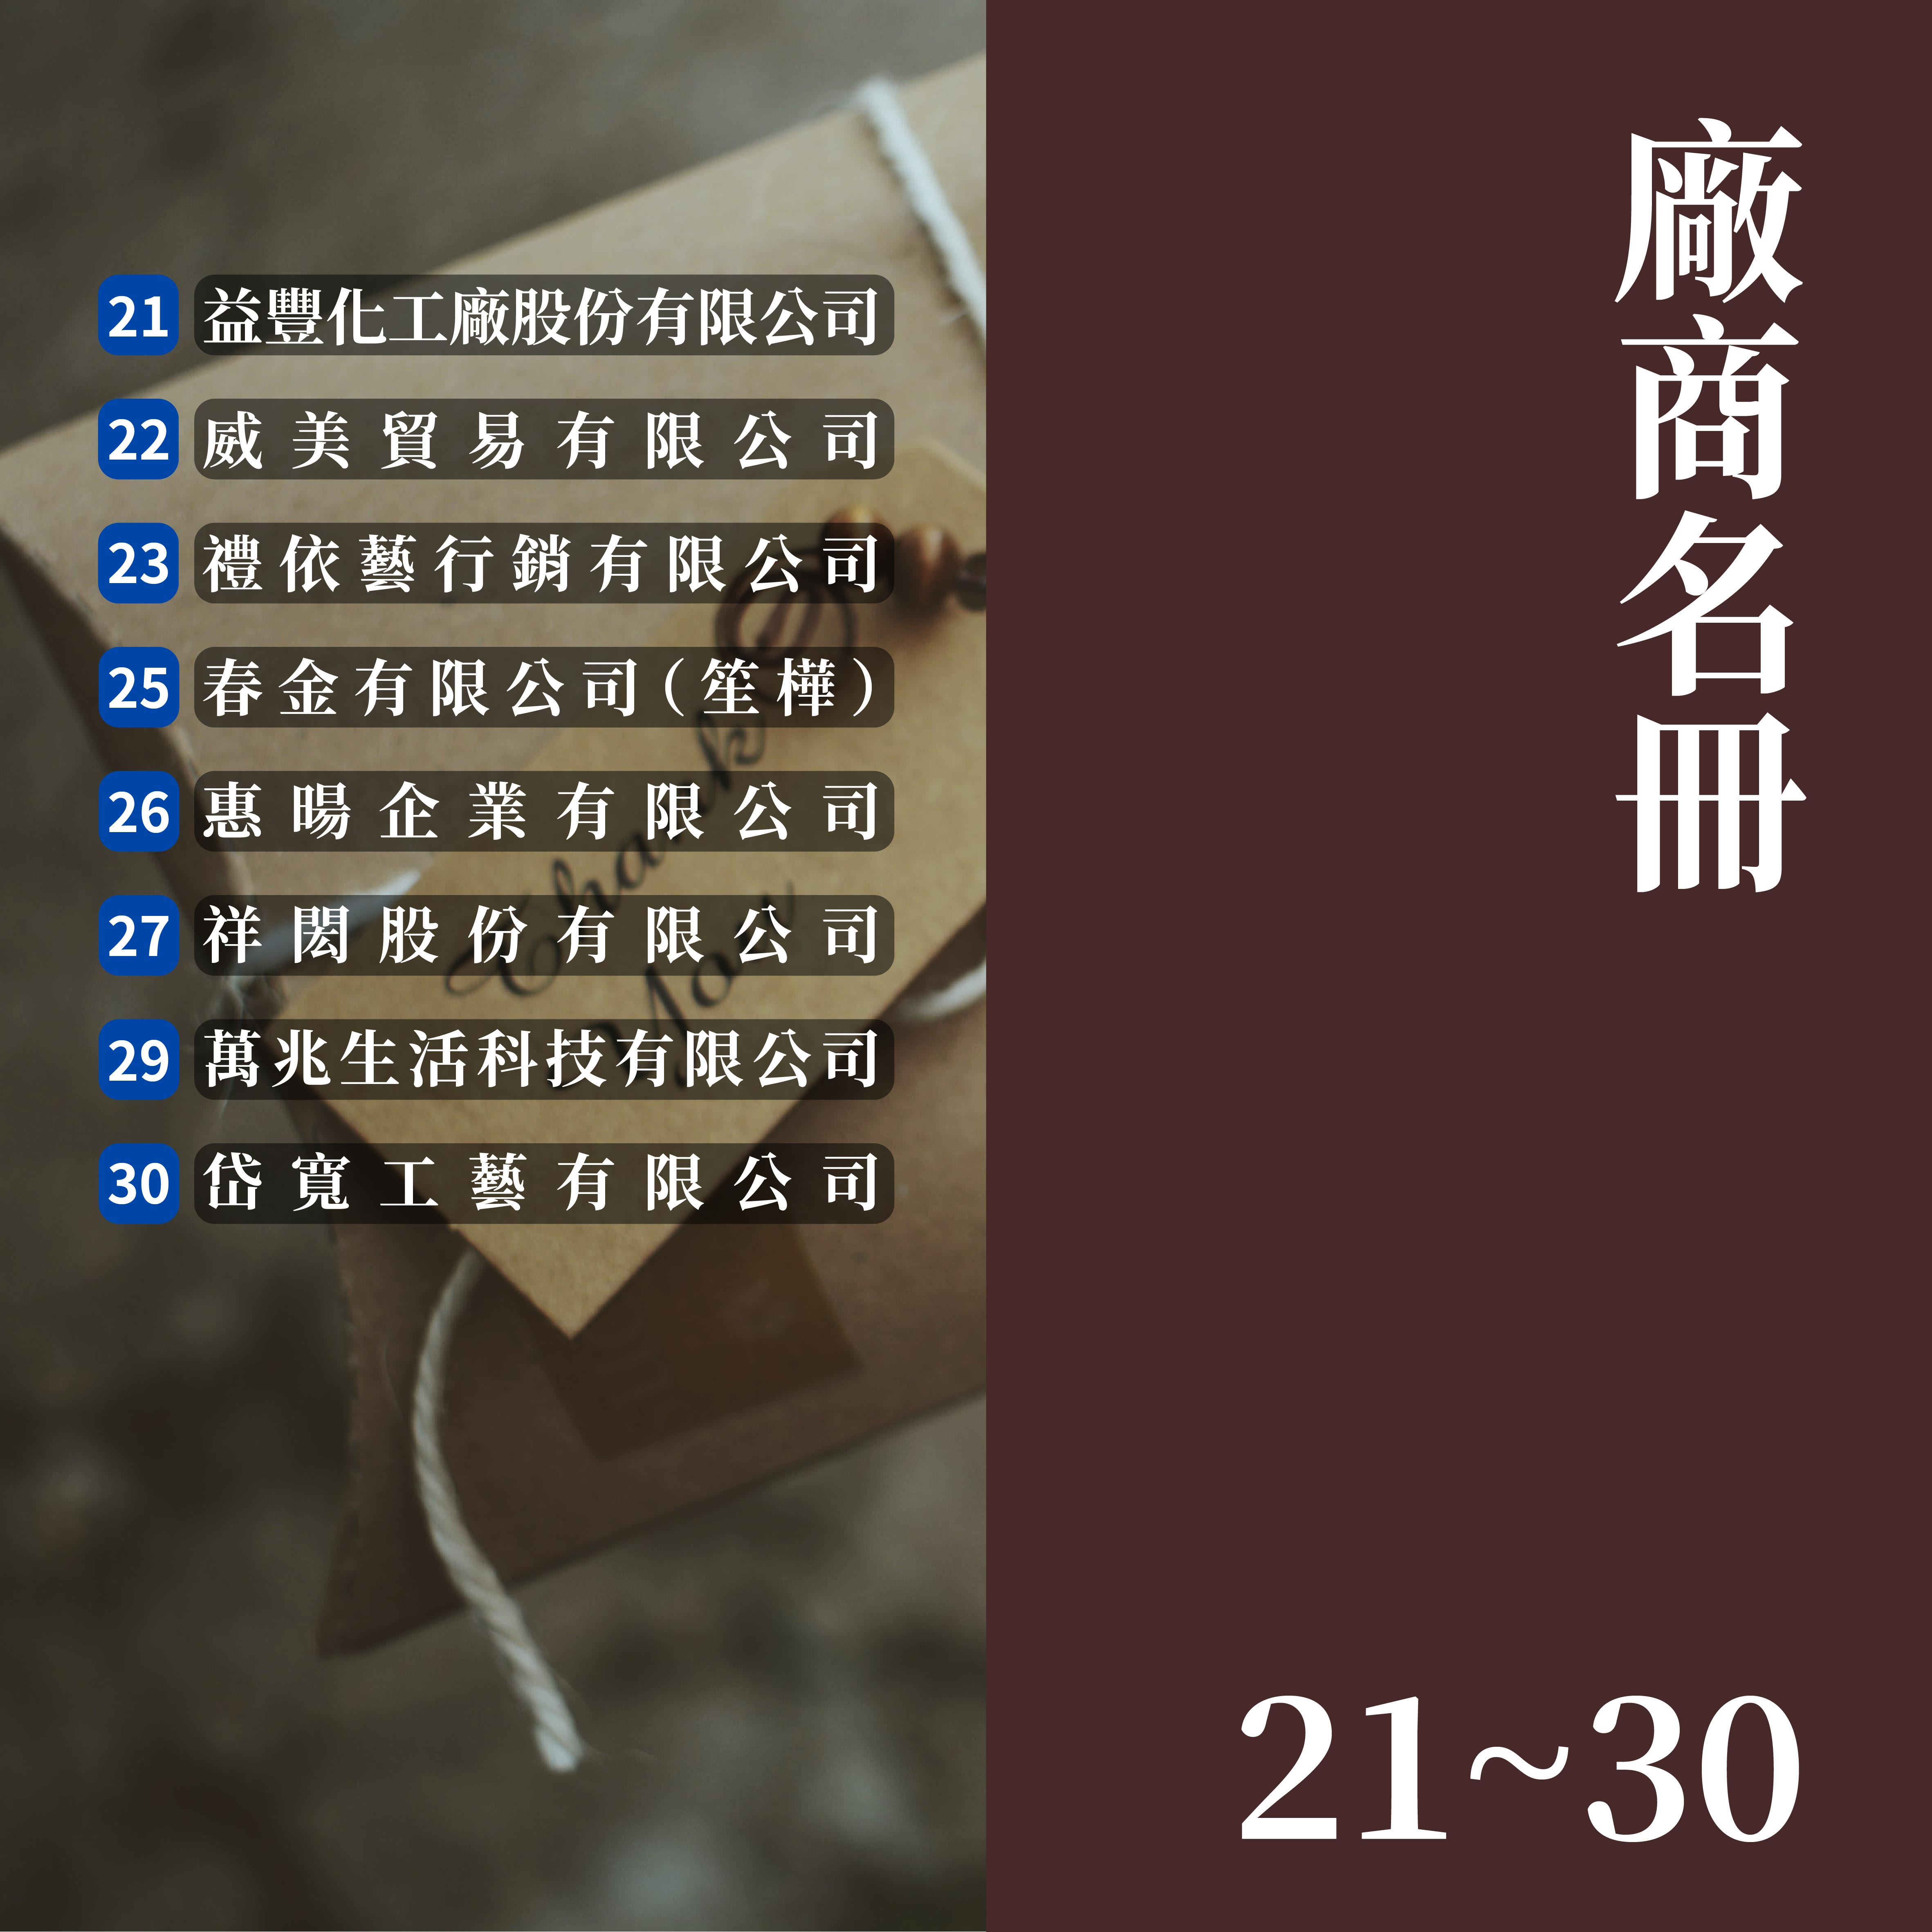 廠商名冊
21 益豐化工廠股份有限公司
22 威美貿易有限公司
23 禮依藝行銷有限公司
25 春金有限公司(笙樺)
26 惠暘企業有限公司
27 祥閎股份有限公司
29 萬兆生活科技有限公司
30 岱寬工藝有限公司
Thank
You
21~30